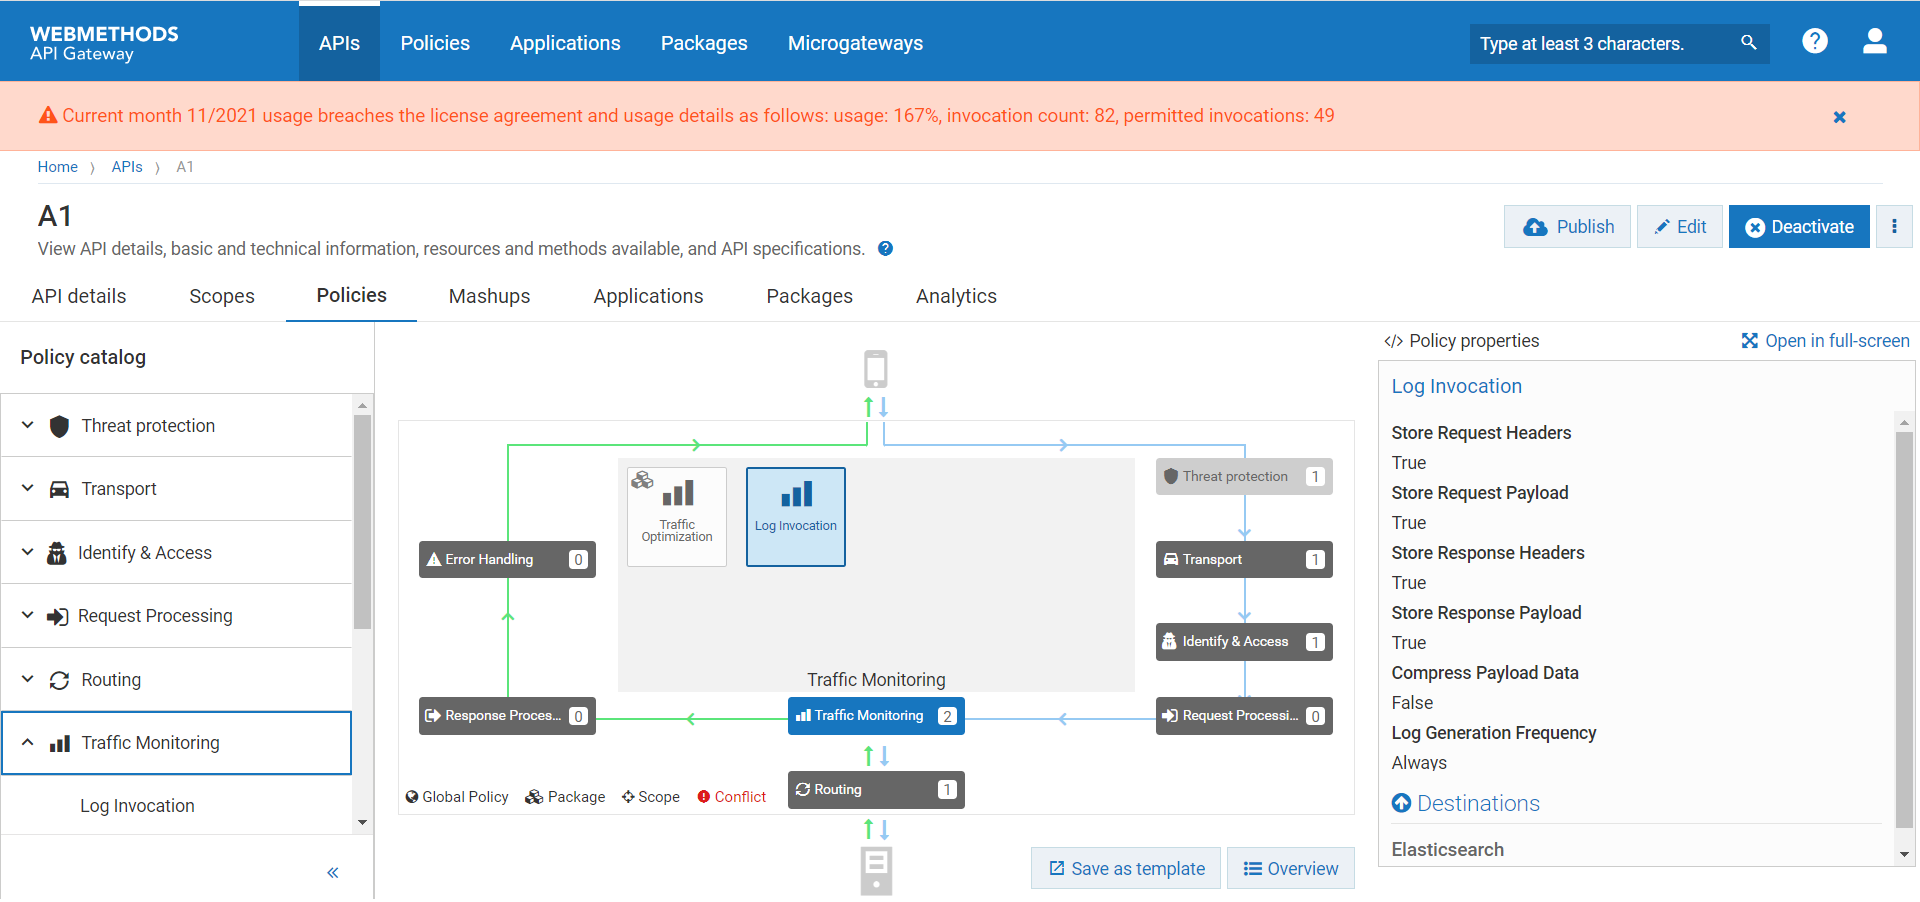 WEBMETHODS
API Gateway
APIs
Policies
Applications
Packages
Microgateways
Type at least 3 characters.
Current month 11/2021 usage breaches the license agreement and usage details as follows: usage: 167%, invocation count: 82, permitted invocations: 49
Home
APIs
A1
A1
View API details, basic and technical information, resources and methods available, and API specifications.
Publish
Edit
Deactivate
API details
Scopes
Policies
Mashups
Applications
Packages
Analytics
Policy catalog
Threat protection
Transport
Identify & Access
Request Processing
Routing
Traffic Monitoring
Log Invocation
Traffic
Optimization
Log Invocation
Threat protection 1
Error Handling 0
Transport 1
Identify & Access 1
Traffic Monitoring
Response Proces... 0
Traffic Monitoring 2
Request Processi... 0
Routing 1
Global Policy
Package
Scope
Conflict
Save as template
Overview
</> Policy properties
Open in full-screen
Log Invocation
Store Request Headers
True
Store Request Payload
True
Store Response Headers
True
Store Response Payload
True
Compress Payload Data
False
Log Generation Frequency
Always
Destinations
Elasticsearch